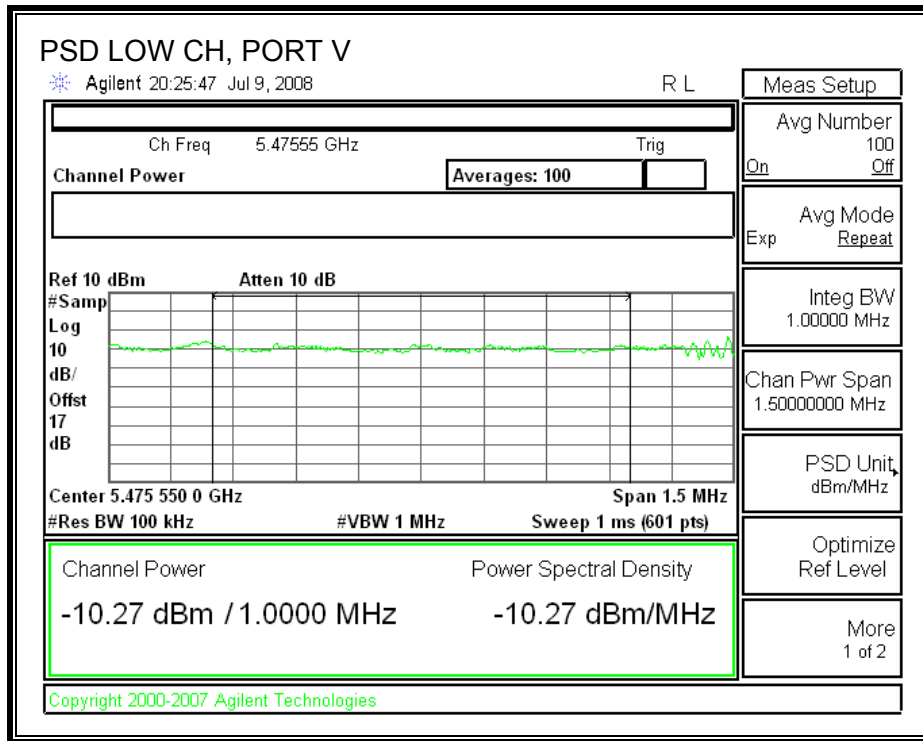 PSD LOW CH, PORT V
Agilent 20:25:47 Jul 9, 2008 R L
Ch Freq 5.47555 GHz Trig
Channel Power Averages: 100
Ref 10 dBm Atten 10 dB
#Samp
Log
10
dB/
Offst
17
dB
Center 5.475 550 0 GHz Span 1.5 MHz
#Res BW 100 kHz #VBW 1 MHz Sweep 1 ms (601 pts)
Channel Power Power Spectral Density
-10.27 dBm / 1.0000 MHz -10.27 dBm/MHz
Copyright 2000-2007 Agilent Technologies
Meas Setup
Avg Number
100
On Off
Avg Mode
Exp Repeat
Integ BW
1.00000 MHz
Chan Pwr Span
1.50000000 MHz
PSD Unit
dBm/MHz
Optimize
Ref Level
More
1 of 2